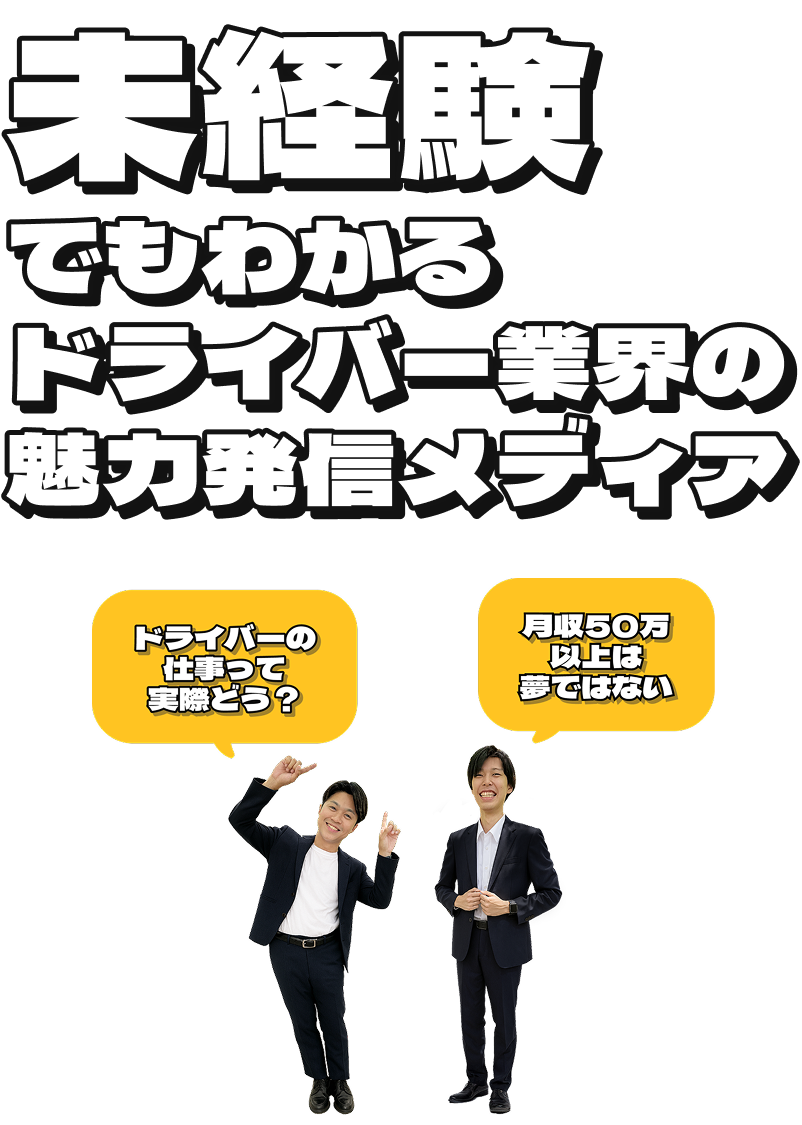 未経験
でもわかる
ドライバー業界の
魅力発信メディア
ドライバーの
仕事って
実際どう？
月収50万
以上は
夢ではない